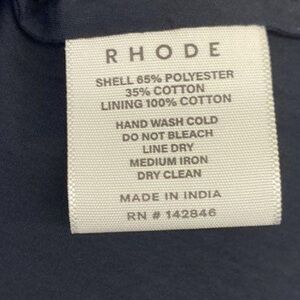 RHODE
SHELL 65% POLYESTER
35% COTTON
LINING 100% COTTON
HAND WASH COLD
DO NOT BLEACH
LINE DRY
MEDIUM IRON
DRY CLEAN
MADE IN INDIA
RN # 142846